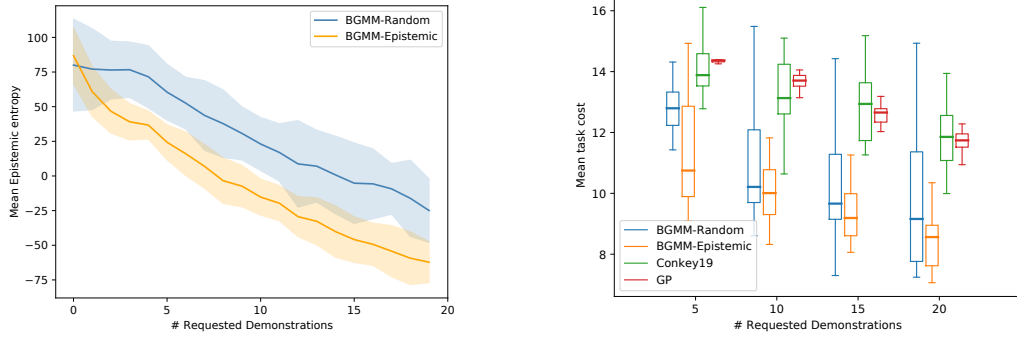 BGMM-Random
BGMM-Epistemic
100
75
50
25
0
−25
−50
−75
Mean Epistemic entropy
0
5
10
15
20
# Requested Demonstrations
16
14
12
10
8
Mean task cost
BGMM-Random
BGMM-Epistemic
Conkey19
GP
5
10
15
20
# Requested Demonstrations